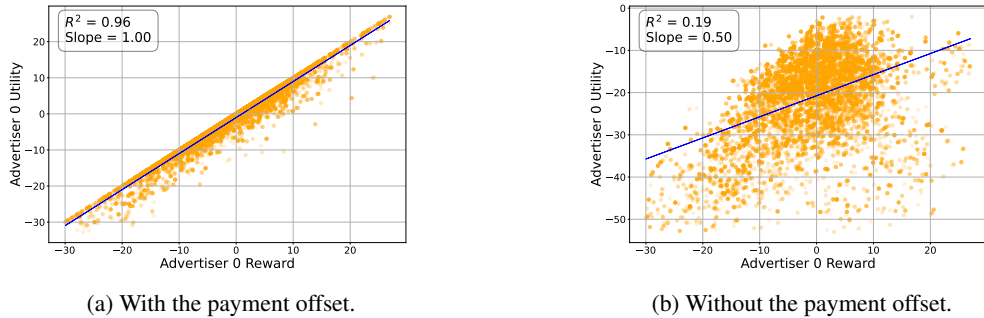 R² = 0.96
Slope = 1.00
20
10
0
−10
−20
−30
Advertiser 0 Utility
−30
−20
−10
0
10
20
Advertiser 0 Reward
(a) With the payment offset.
R² = 0.19
Slope = 0.50
0
−10
−20
−30
−40
−50
Advertiser 0 Utility
−30
−20
−10
0
10
20
Advertiser 0 Reward
(b) Without the payment offset.